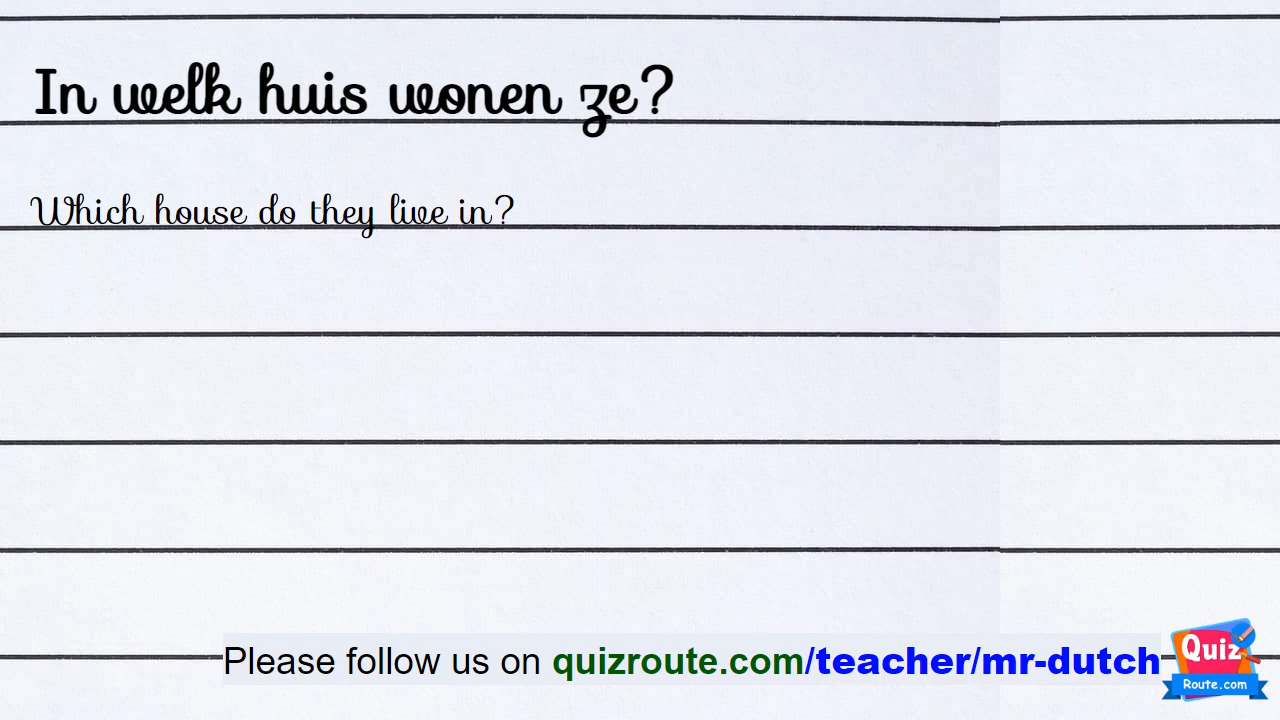 In welk huis wonen ze?
Which house do they live in?
Please follow us on quizroute.com/teacher/mr-dutch
Quiz
Route.com